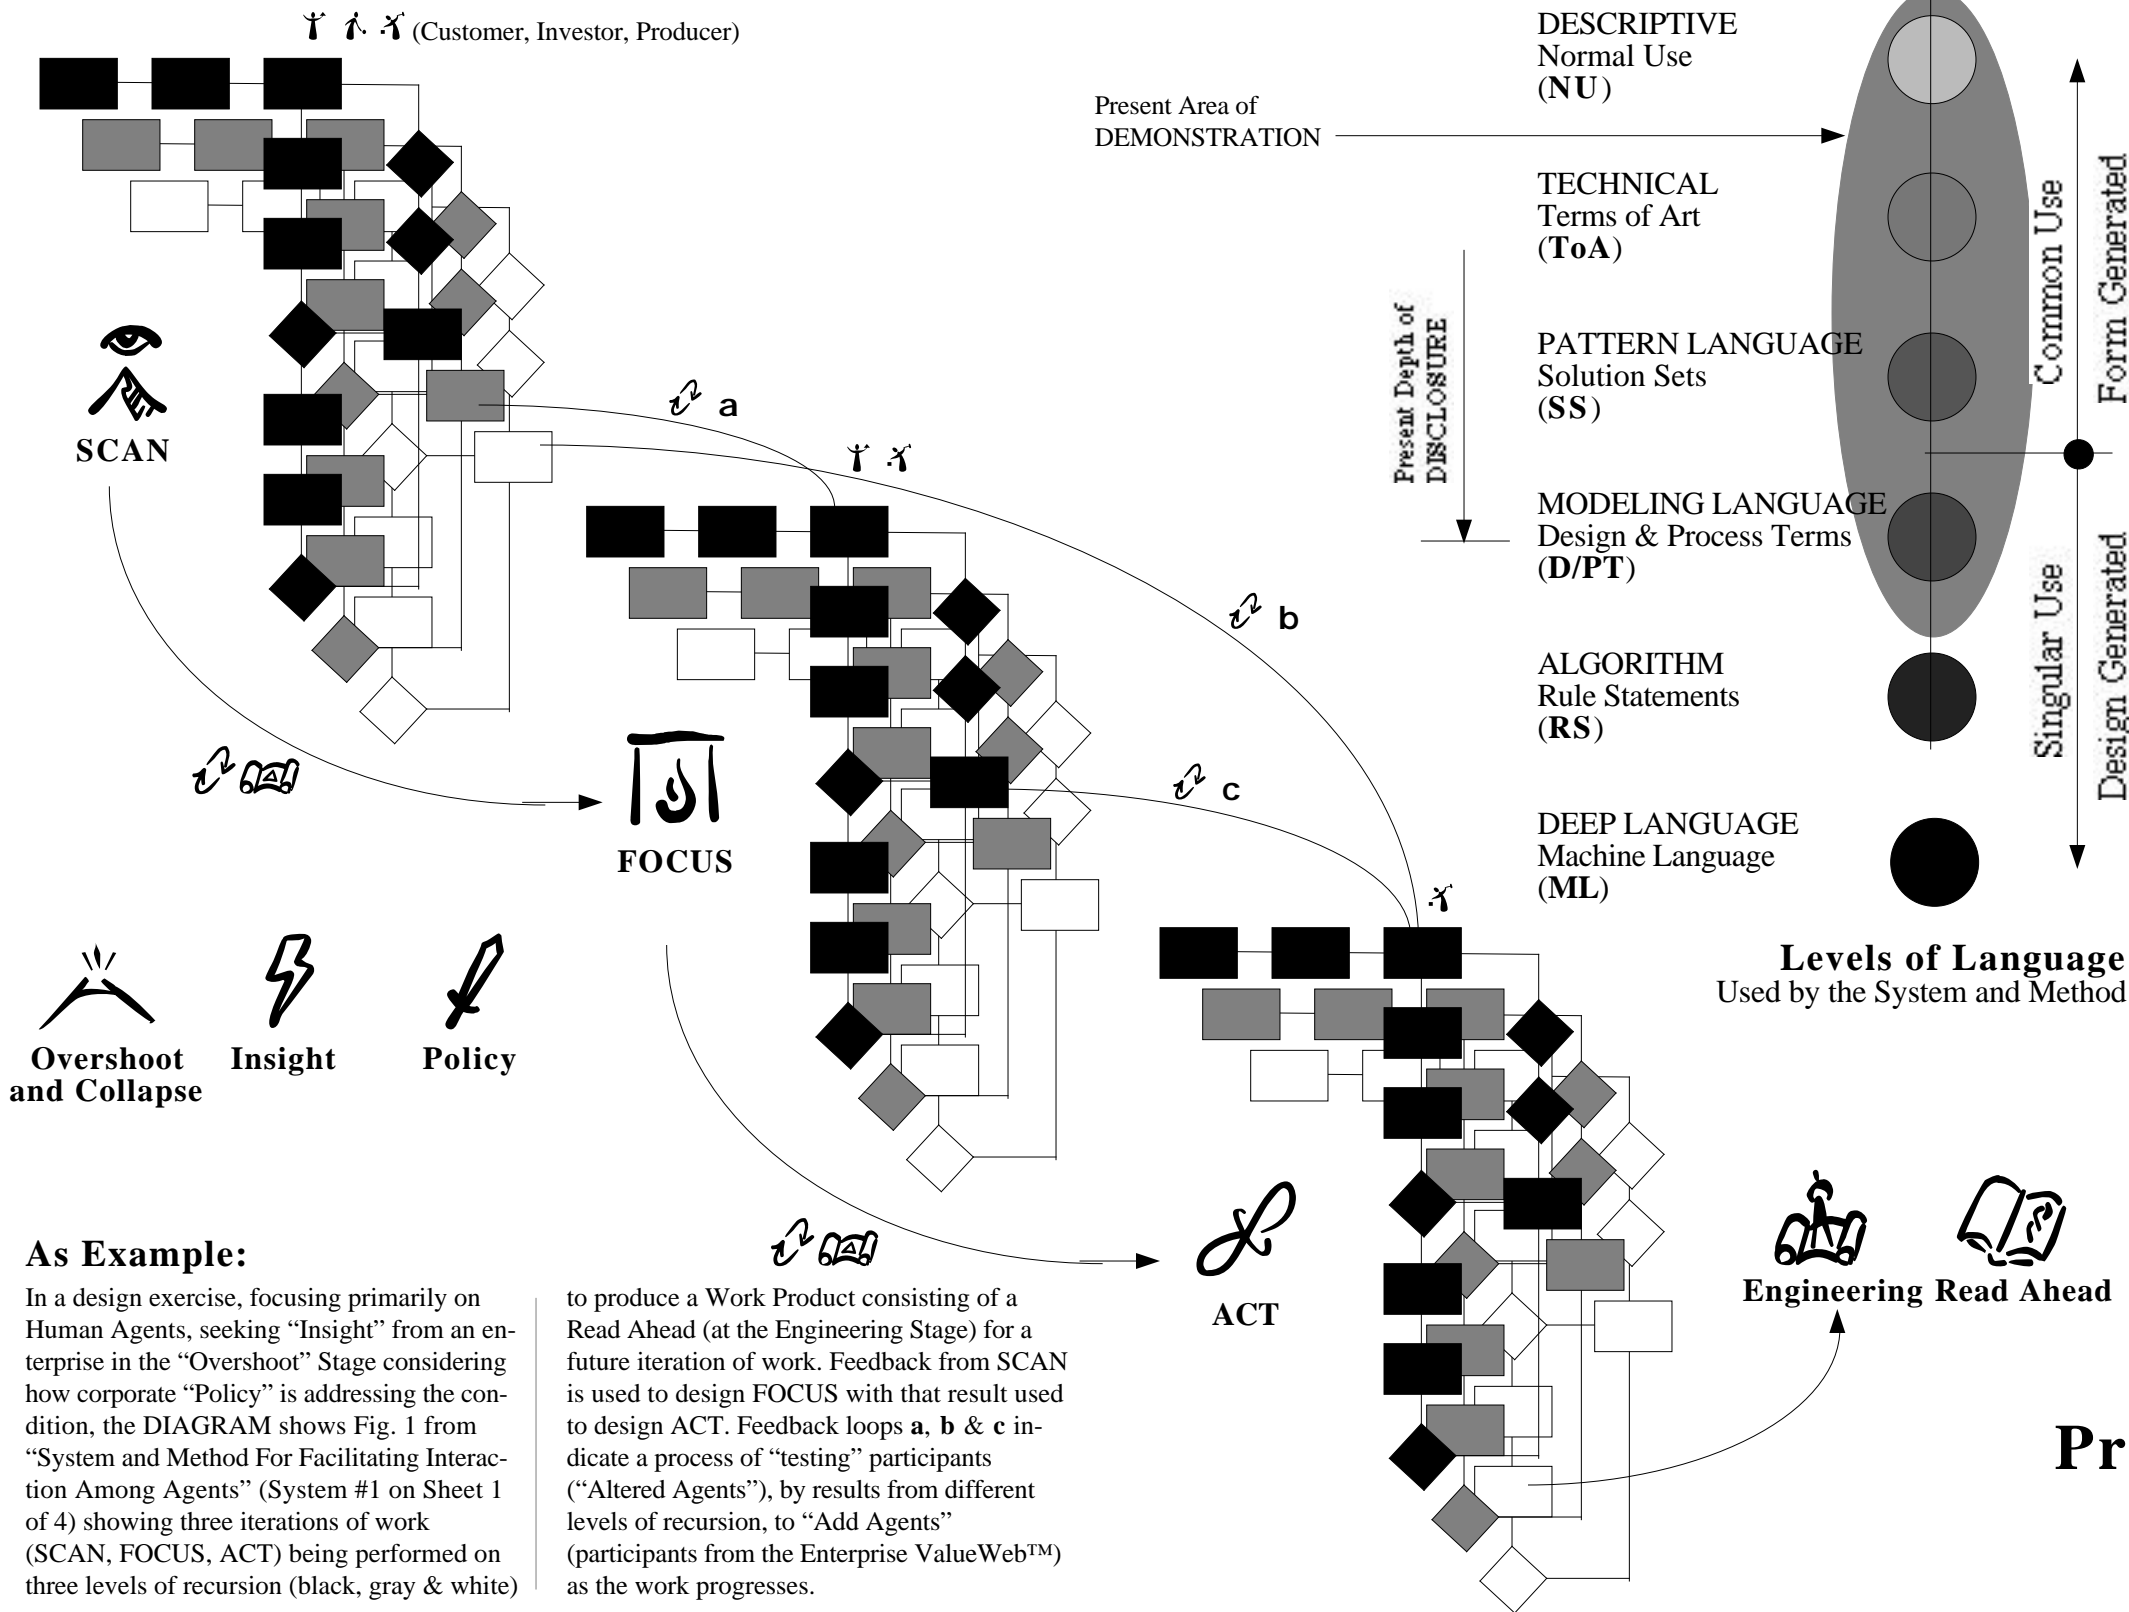 (Customer, Investor, Producer)
SCAN
a
b
c
FOCUS
ACT
Overshoot
and Collapse
Insight
Policy
Engineering
Read Ahead
Present Area of
DEMONSTRATION
Present Depth of
DISCLOSURE
DESCRIPTIVE
Normal Use
(NU)
TECHNICAL
Terms of Art
(ToA)
PATTERN LANGUAGE
Solution Sets
(SS)
MODELING LANGUAGE
Design & Process Terms
(D/PT)
ALGORITHM
Rule Statements
(RS)
DEEP LANGUAGE
Machine Language
(ML)
Common Use
Form Generated
Singular Use
Design Generated
Levels of Language
Used by the System and Method
As Example:
In a design exercise, focusing primarily on
Human Agents, seeking “Insight” from an en-
terprise in the “Overshoot” Stage considering
how corporate “Policy” is addressing the con-
dition, the DIAGRAM shows Fig. 1 from
“System and Method For Facilitating Interac-
tion Among Agents” (System #1 on Sheet 1
of 4) showing three iterations of work
(SCAN, FOCUS, ACT) being performed on
three levels of recursion (black, gray & white)
to produce a Work Product consisting of a
Read Ahead (at the Engineering Stage) for a
future iteration of work. Feedback from SCAN
is used to design FOCUS with that result used
to design ACT. Feedback loops a, b & c in-
dicate a process of “testing” participants
(“Altered Agents”), by results from different
levels of recursion, to “Add Agents”
(participants from the Enterprise ValueWeb™)
as the work progresses.
Pr